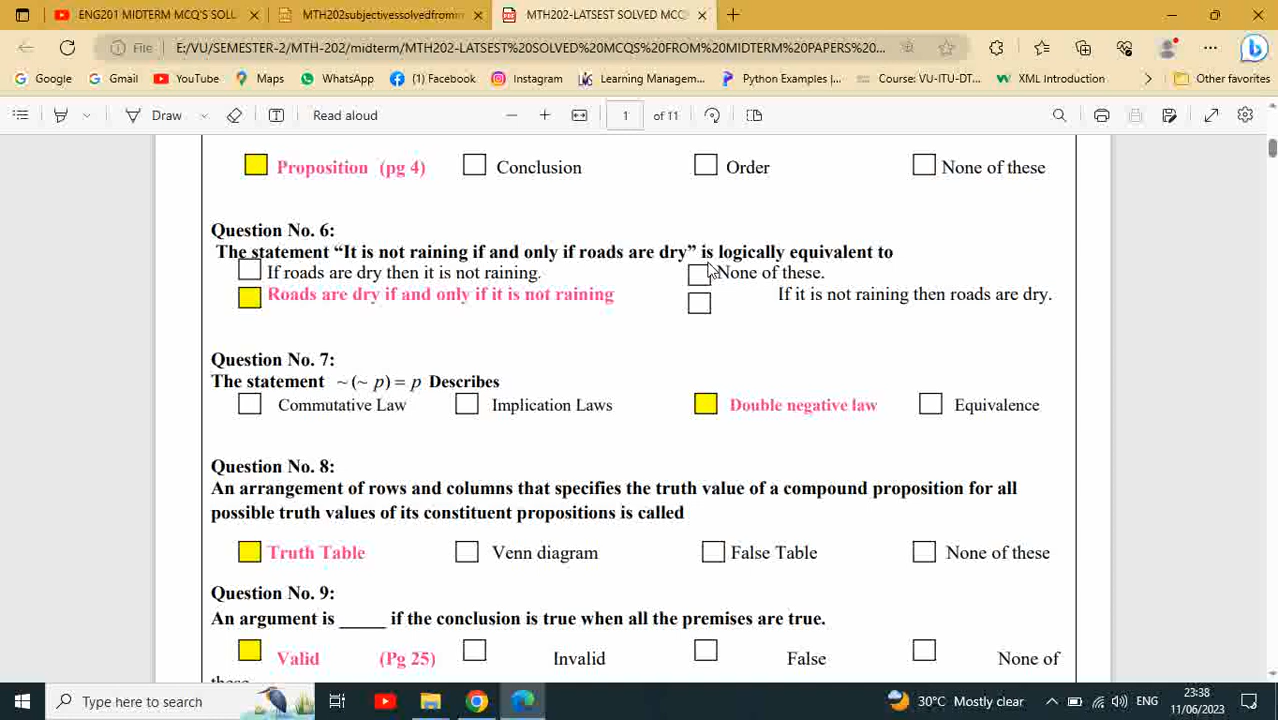 ENG201 MIDTERM MCQ'S SOLU
MTH202subjectivessolvedfrommi
MTH202-LATSEST SOLVED MCQ
File
E:/VU/SEMESTER-2/MTH-202/midterm/MTH202-LATSEST%20SOLVED%20MCQS%20FROM%20MIDTERM%20PAPERS%20...
Google Gmail YouTube Maps WhatsApp (1) Facebook Instagram Learning Managem... Python Examples |... Course: VU-ITU-DT... XML Introduction Other favorites
Draw Read aloud 1 of 11
Proposition (pg 4) Conclusion Order None of these
Question No. 6:
The statement “It is not raining if and only if roads are dry” is logically equivalent to
If roads are dry then it is not raining. None of these.
Roads are dry if and only if it is not raining If it is not raining then roads are dry.
Question No. 7:
The statement ~ (~ p) = p Describes
Commutative Law Implication Laws Double negative law Equivalence
Question No. 8:
An arrangement of rows and columns that specifies the truth value of a compound proposition for all
possible truth values of its constituent propositions is called
Truth Table Venn diagram False Table None of these
Question No. 9:
An argument is _____ if the conclusion is true when all the premises are true.
Valid (Pg 25) Invalid False None of
these
Type here to search
30°C Mostly clear
ENG
23:38
11/06/2023